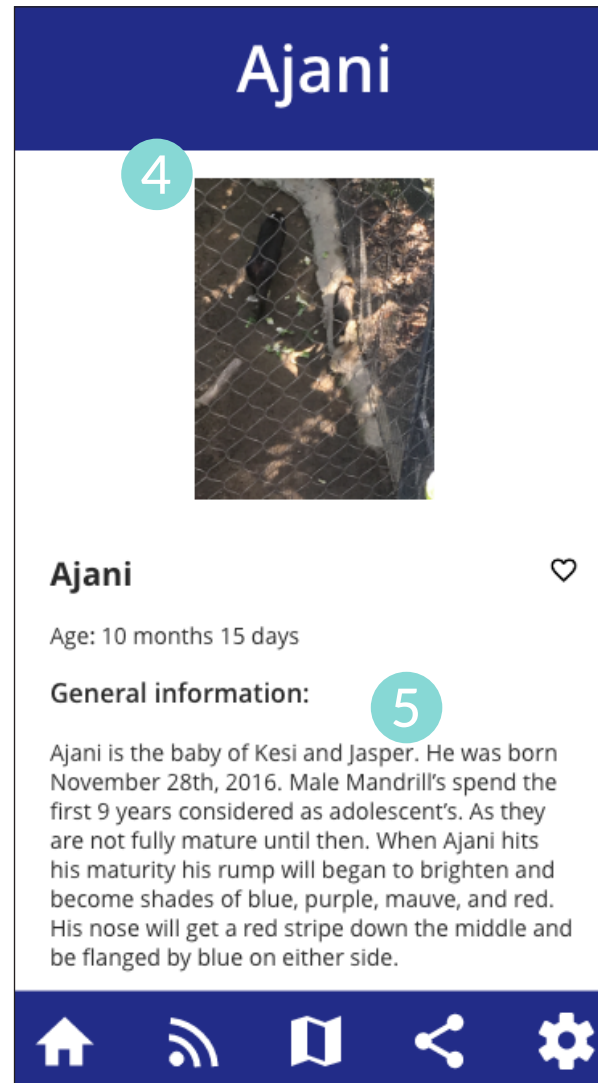 Ajani
4
Ajani
Age: 10 months 15 days
General information:
5
Ajani is the baby of Kesi and Jasper. He was born
November 28th, 2016. Male Mandrill’s spend the
first 9 years considered as adolescent’s. As they
are not fully mature until then. When Ajani hits
his maturity his rump will began to brighten and
become shades of blue, purple, mauve, and red.
His nose will get a red stripe down the middle and
be flanged by blue on either side.